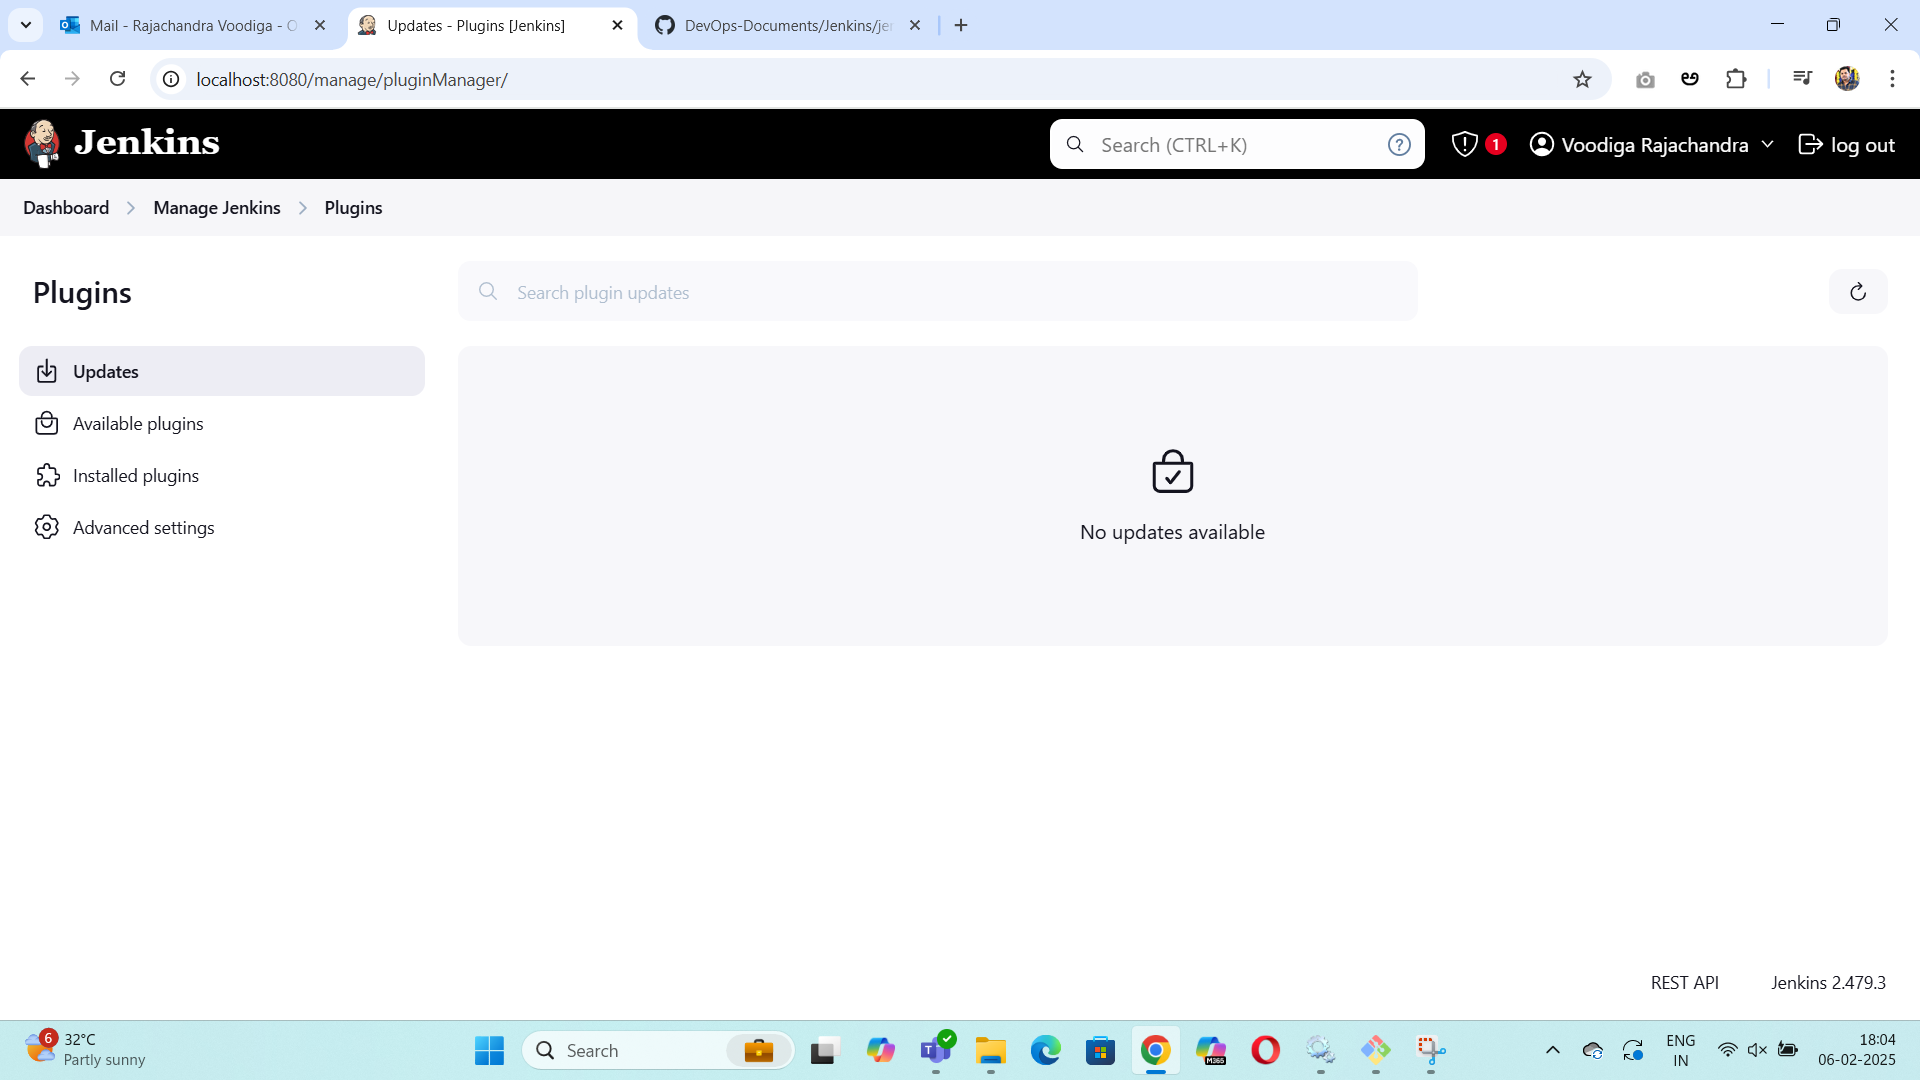 Mail - Rajachandra Voodiga - O
Updates - Plugins [Jenkins]
DevOps-Documents/Jenkins/jen
localhost:8080/manage/pluginManager/
Jenkins
Search (CTRL+K)
?
1
Voodiga Rajachandra
log out
Dashboard
Manage Jenkins
Plugins
Plugins
Search plugin updates
Updates
Available plugins
Installed plugins
Advanced settings
No updates available
REST API
Jenkins 2.479.3
6
32°C
Partly sunny
Search
M365
ENG
IN
18:04
06-02-2025